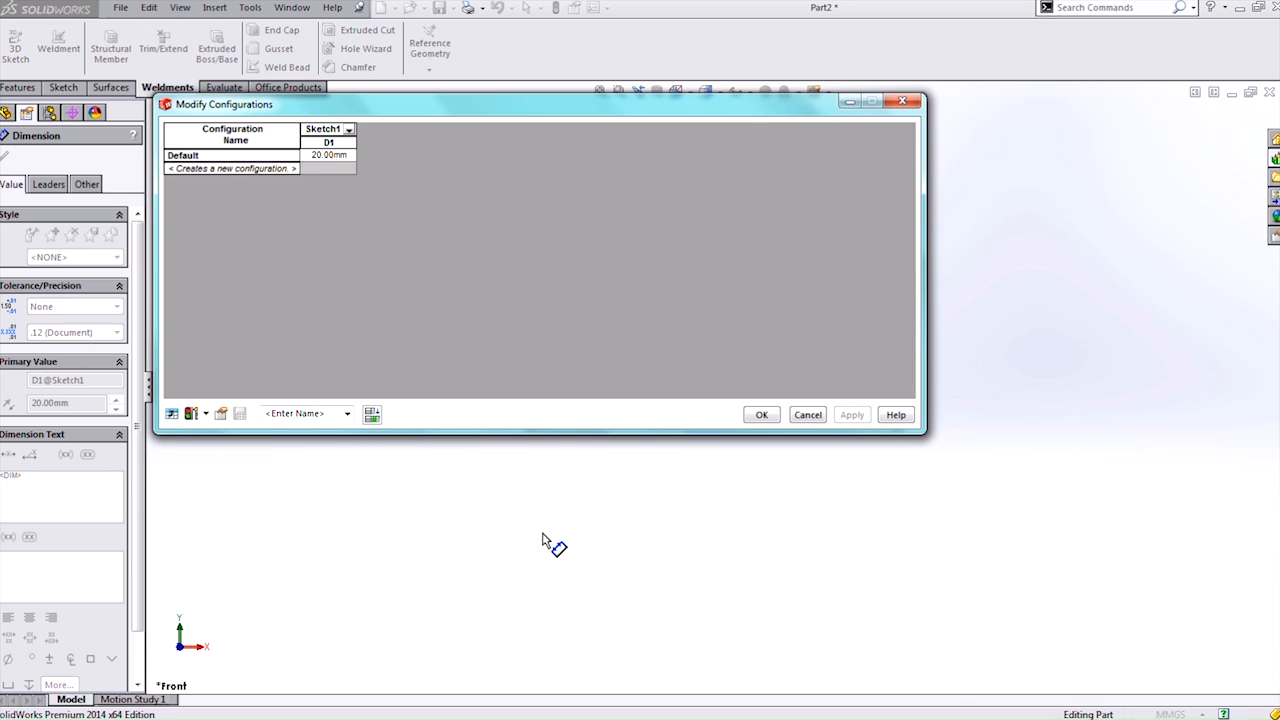 SOLIDWORKS File Edit View Insert Tools Window Help Part2 * Search Commands
3D Sketch
Weldment
Structural Member
Trim/Extend
Extruded Boss/Base
End Cap
Gusset
Weld Bead
Extruded Cut
Hole Wizard
Chamfer
Reference Geometry
Features Sketch Surfaces Weldments Evaluate Office Products
Modify Configurations
Configuration Name Sketch1
D1
Default 20.00mm
< Creates a new configuration. >
Dimension ?
Value Leaders Other
Style
<NONE>
Tolerance/Precision
None
.12 (Document)
Primary Value
D1@Sketch1
20.00mm
Dimension Text
<DIM>
(xx) (xx)
(xx) (xx)
More...
<Enter Name>
OK Cancel Apply Help
Y
X
*Front
Model Motion Study 1
SolidWorks Premium 2014 x64 Edition Editing Part MMGS